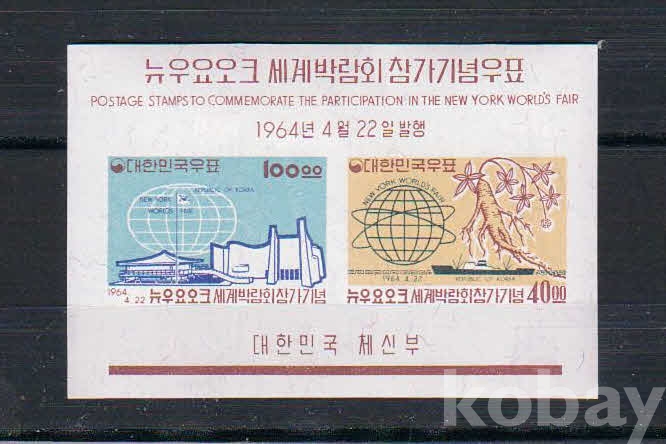 뉴우요오크 세계박람회 참가기념우표
POSTAGE STAMPS TO COMMEMORATE THE PARTICIPATION IN THE NEW YORK WORLD'S FAIR
1964년 4월 22일 발행
대한민국우표
100.00
REPUBLIC OF KOREA
NEW YORK
WORLD'S FAIR
1964.
4.22
뉴우요오크 세계박람회 참가기념
대한민국우표
NEW YORK WORLD'S FAIR
1964.4.22
REPUBLIC OF KOREA
뉴우요오크 세계박람회 참가기념
40.00
대한민국 체신부
kobay